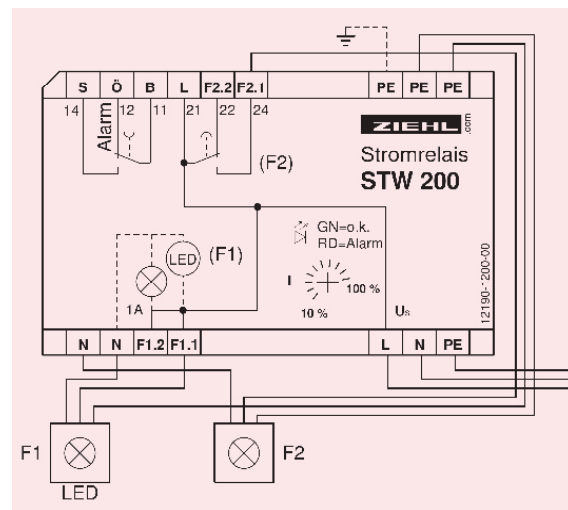 S Ö B L F2.2 F2.1 PE PE PE
14 12 11 21 22 24
Alarm
ZIEHL.com
(F2)
Stromrelais
STW 200
GN=o.k.
RD=Alarm
LED (F1)
I 100 %
10 %
1A
Us
12190-1200-00
N N F1.2 F1.1 L N PE
F1 F2
LED